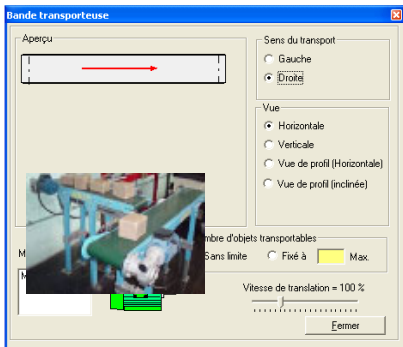 Bande transporteuse
Aperçu
Sens du transport
Gauche
Droite
Vue
Horizontale
Verticale
Vue de profil (Horizontale)
Vue de profil (inclinée)
d'objets transportables
Sans limite
Fixé à
Max.
Vitesse de translation = 100 %
Fermer